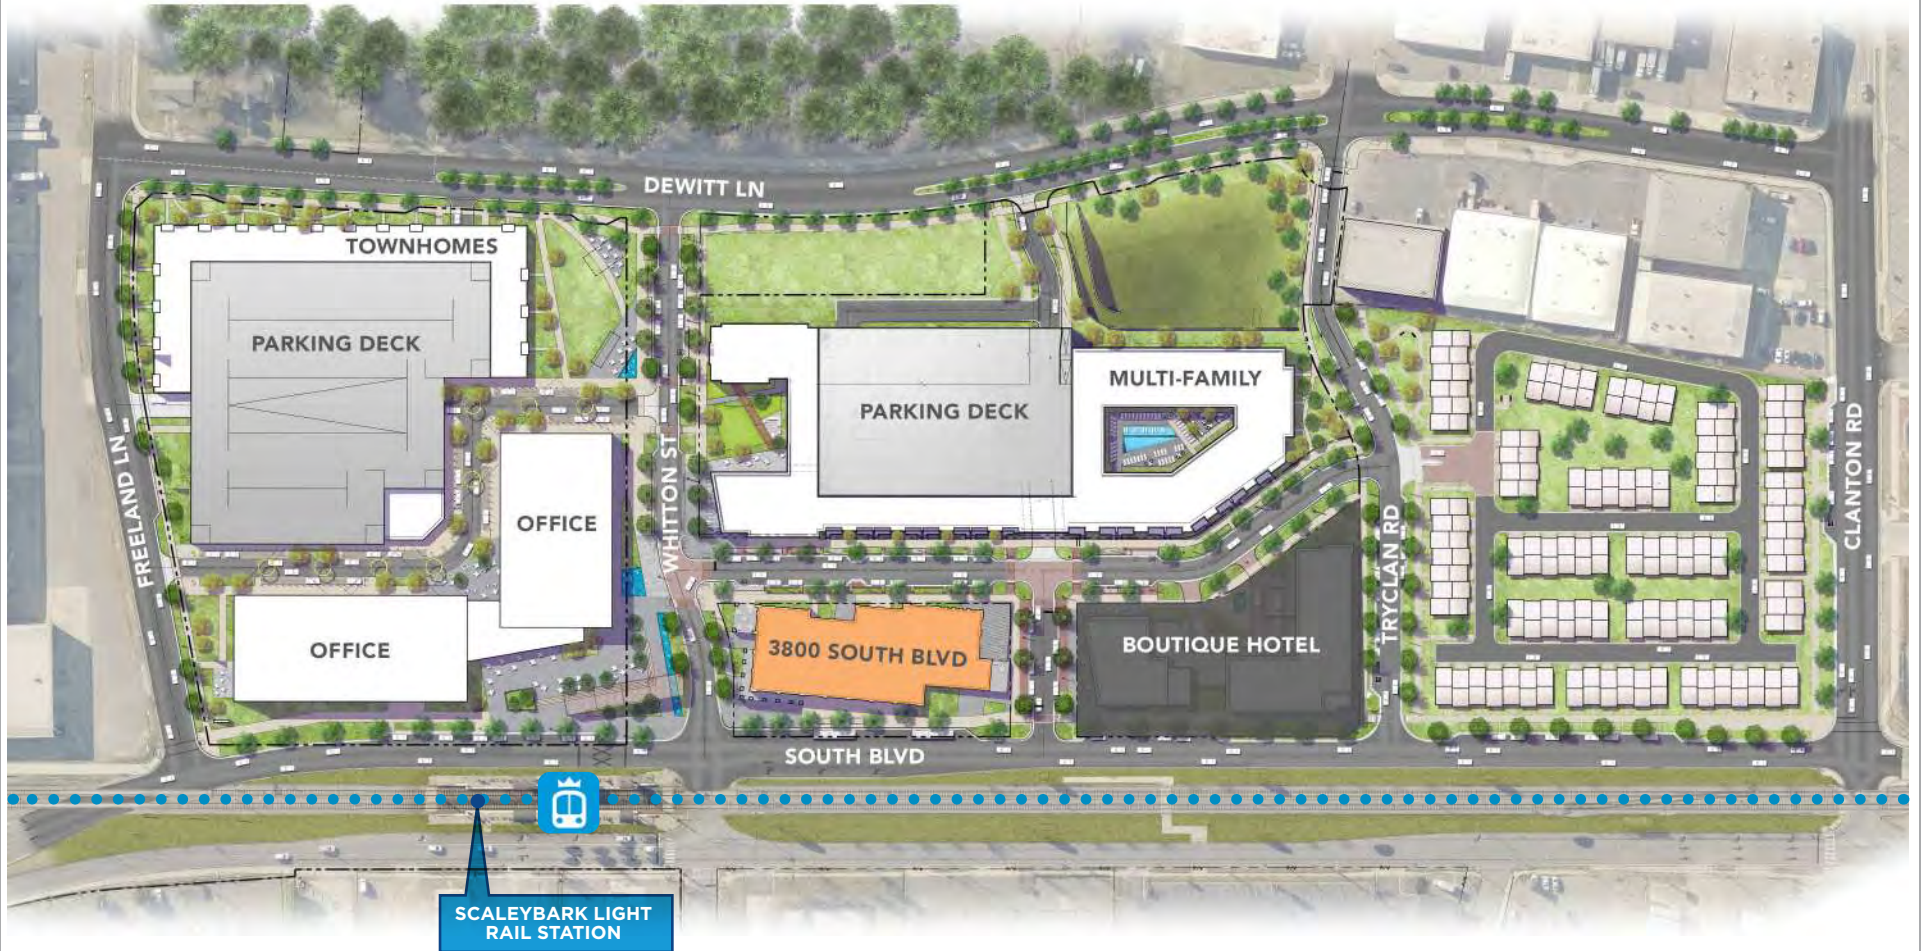 DEWITT LN
TOWNHOMES
PARKING DECK
MULTI-FAMILY
PARKING DECK
FREELAND LN
OFFICE
WHITTON ST
CLANTON RD
TRYCLAN RD
OFFICE
3800 SOUTH BLVD
BOUTIQUE HOTEL
SOUTH BLVD
SCALEYBARK LIGHT
RAIL STATION